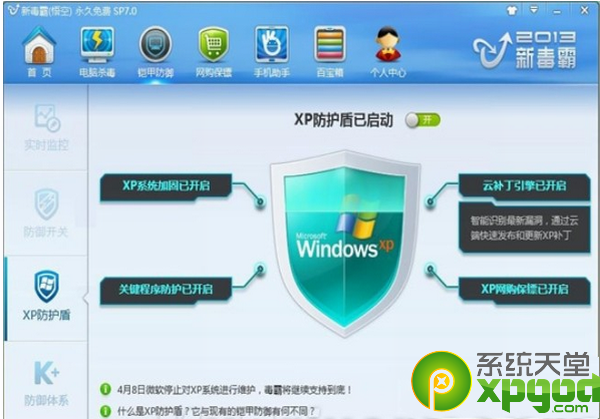 新毒霸(悟空) 永久免费 SP7.0
首页
电脑杀毒
铠甲防御
网购保镖
手机助手
百宝箱
个人中心
2013
新毒霸
实时监控
防御开关
XP防护盾
K+
防御体系
XP防护盾已启动
开
XP系统加固已开启
云补丁引擎已开启
智能识别最新漏洞，通过云
端快速发布和更新XP补丁
Microsoft
Windows xp
关键程序防护已开启
XP网购保镖已开启
4月8日微软停止对XP系统进行维护，毒霸将继续支持到底！
什么是XP防护盾？它与现有的铠甲防御有何不同？
系统天堂
xpgod